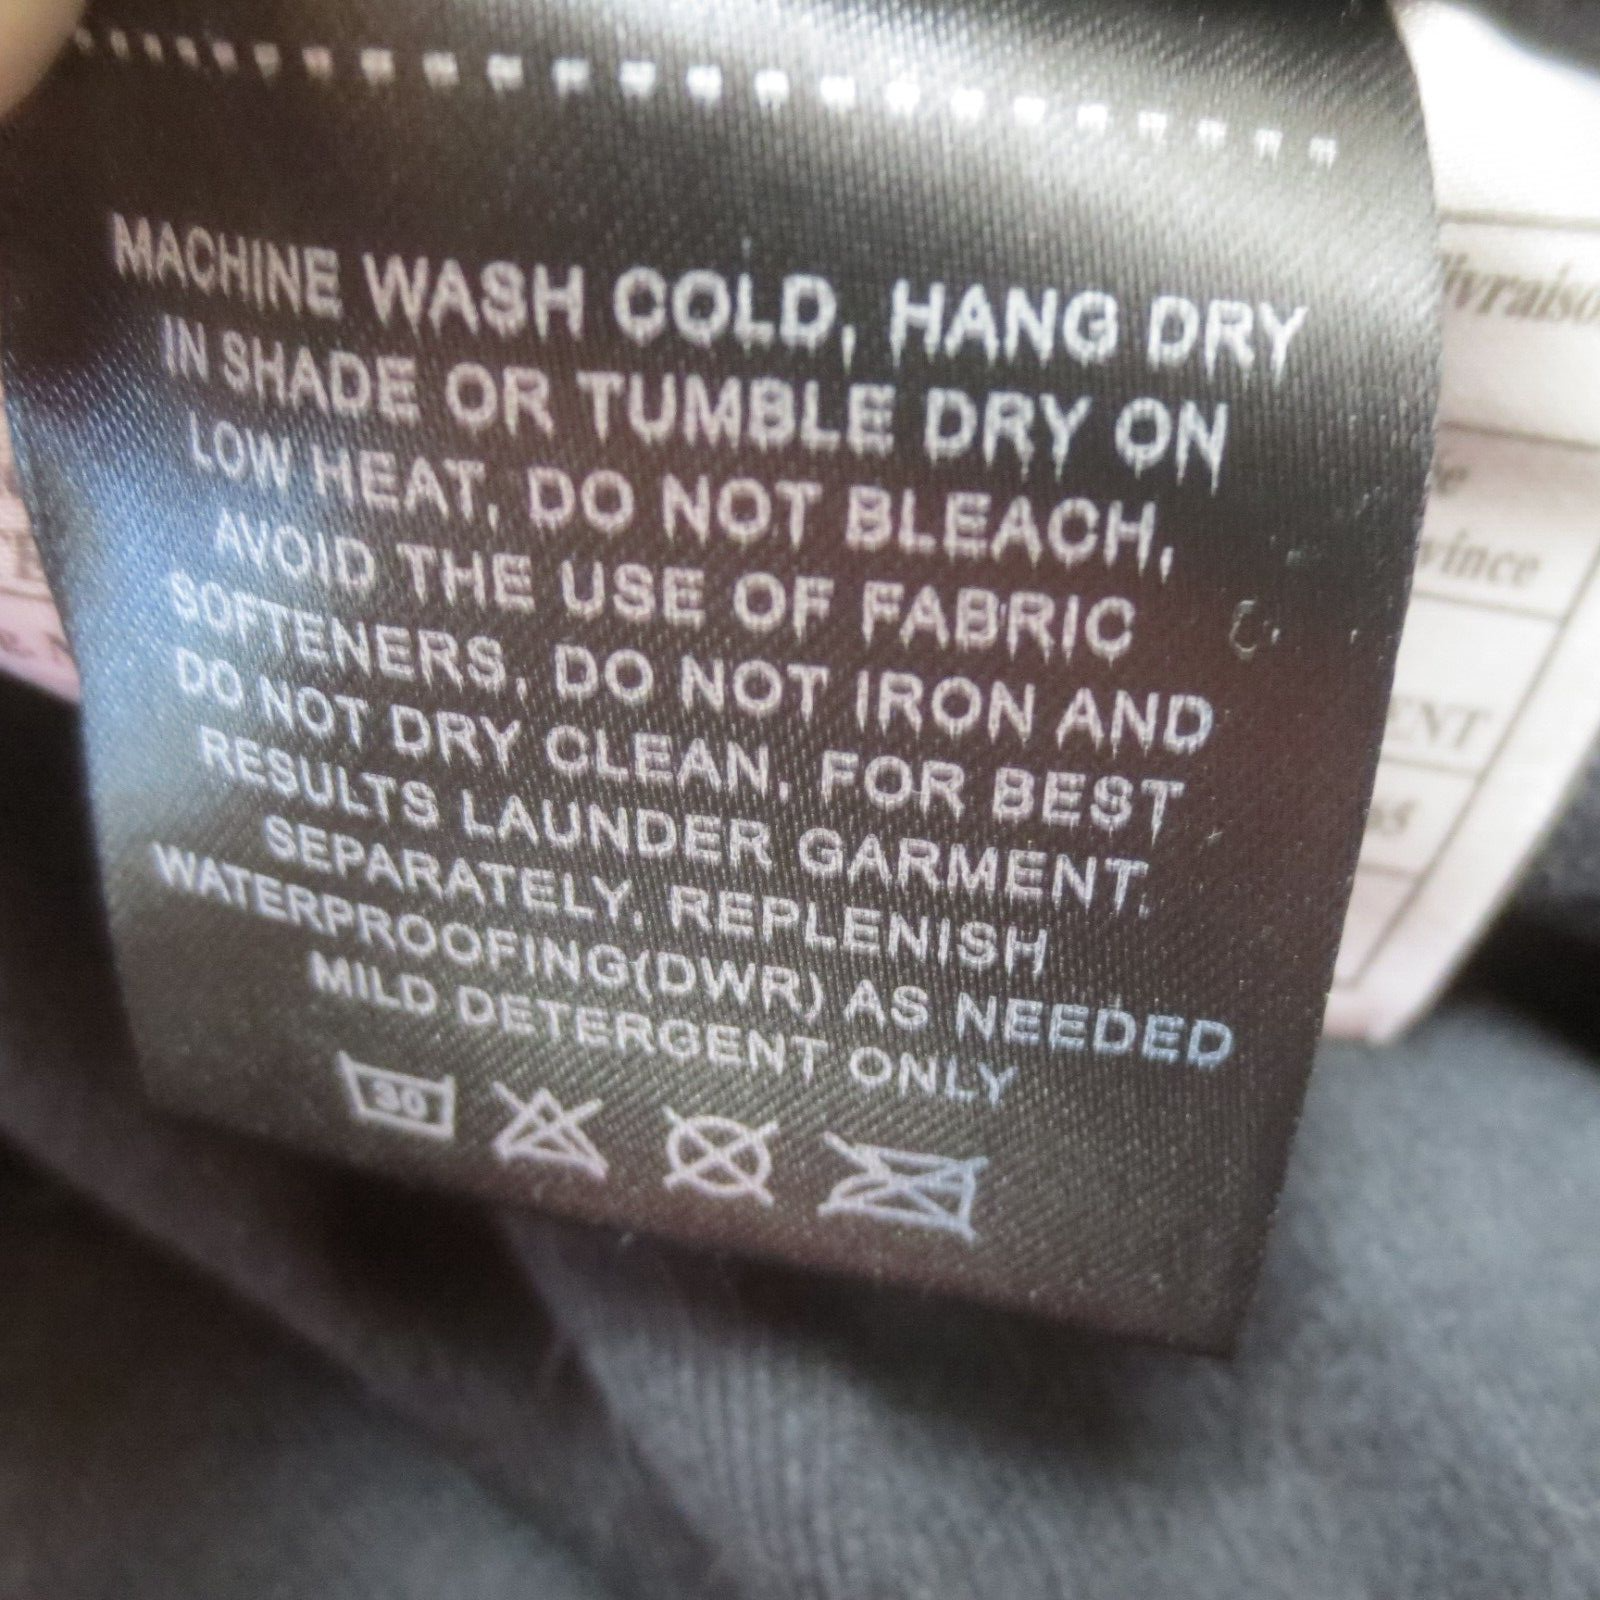 MACHINE WASH COLD, HANG DRY
IN SHADE OR TUMBLE DRY ON
LOW HEAT, DO NOT BLEACH,
AVOID THE USE OF FABRIC
SOFTENERS, DO NOT IRON AND
DO NOT DRY CLEAN, FOR BEST
RESULTS LAUNDER GARMENT
SEPARATELY. REPLENISH
WATERPROOFING(DWR) AS NEEDED
MILD DETERGENT ONLY
30